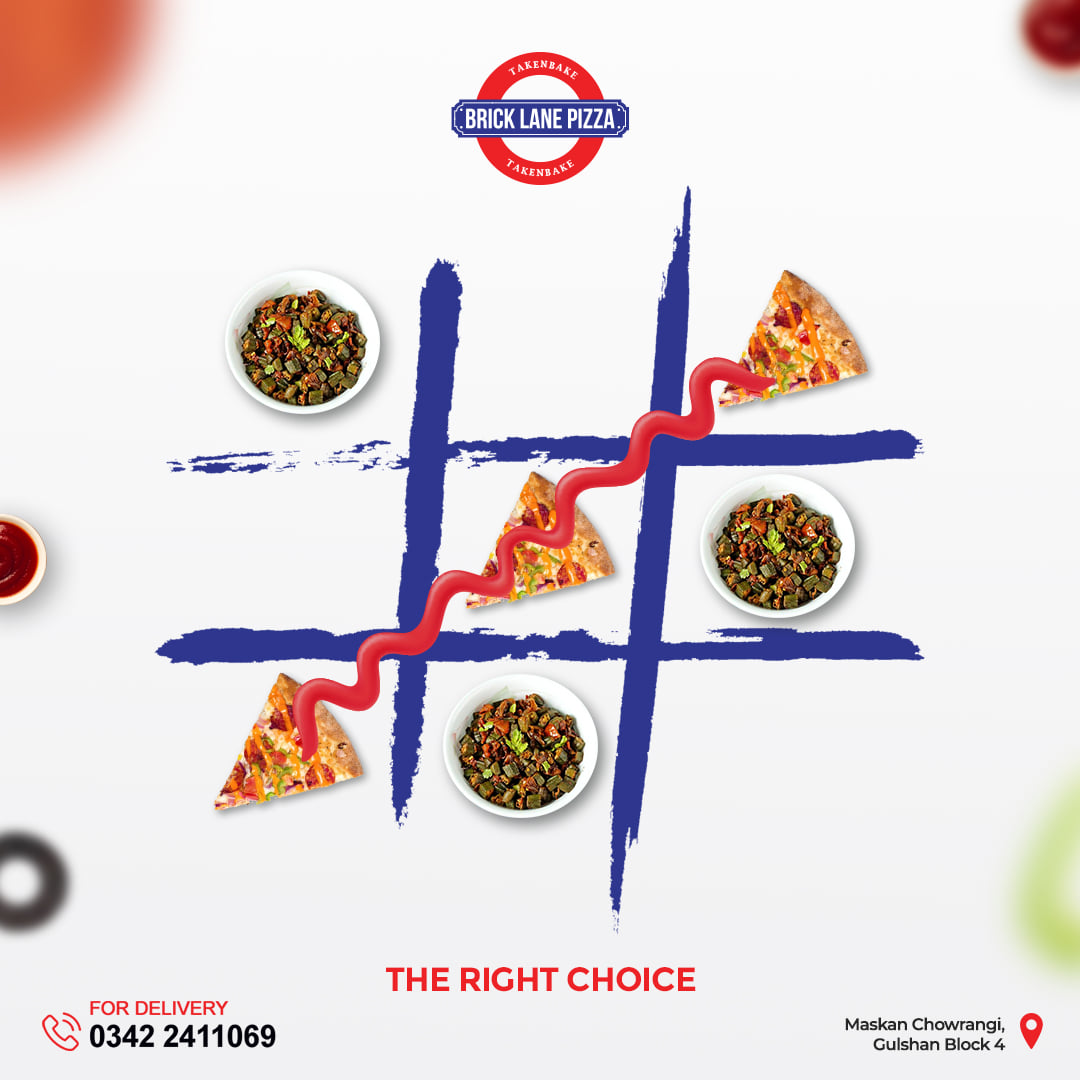 TAKENBAKE
BRICK LANE PIZZA
TAKENBAKE
THE RIGHT CHOICE
FOR DELIVERY
0342 2411069
Maskan Chowrangi,
Gulshan Block 4